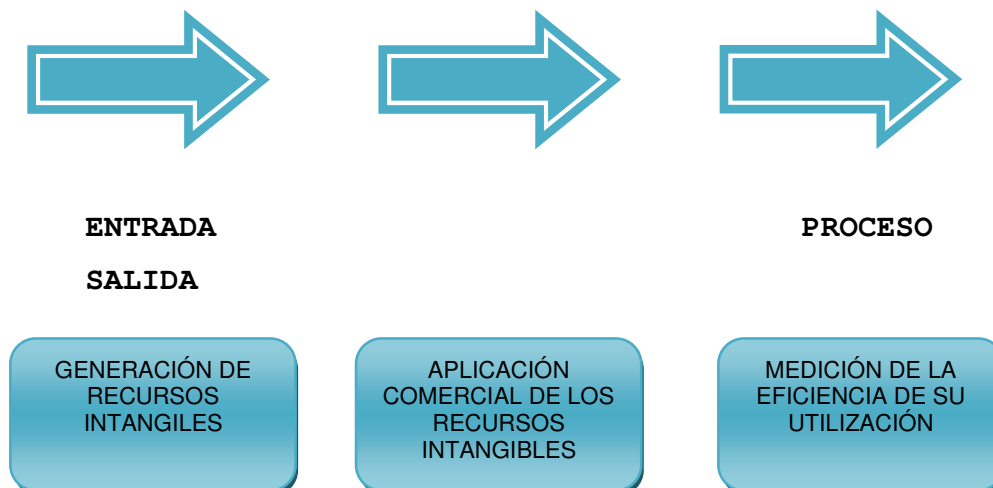 ENTRADA
PROCESO
SALIDA
GENERACIÓN DE
RECURSOS
INTANGILES
APLICACIÓN
COMERCIAL DE LOS
RECURSOS
INTANGIBLES
MEDICIÓN DE LA
EFICIENCIA DE SU
UTILIZACIÓN